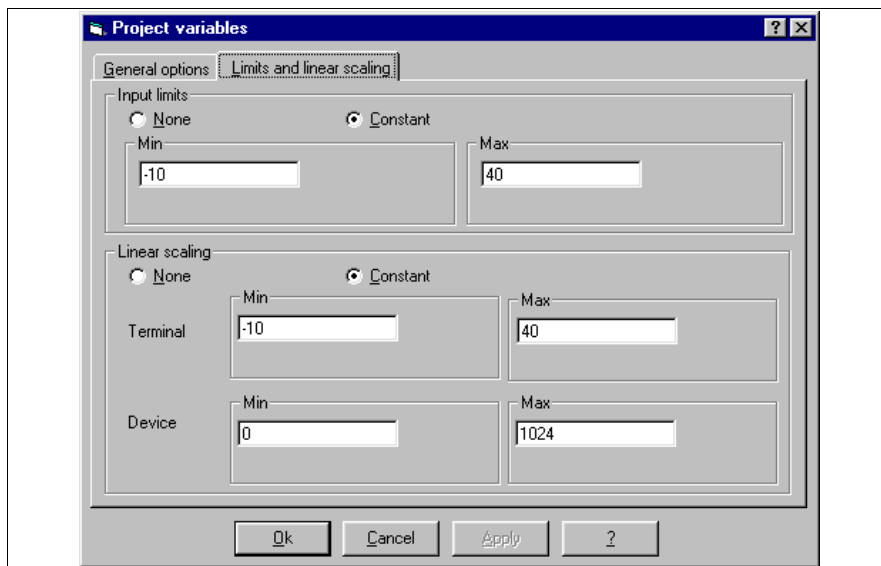 Project variables
General options Limits and linear scaling
Input limits
None Constant
Min Max
-10 40
Linear scaling
None Constant
Min Max
Terminal -10 40
Min Max
Device 0 1024
Ok Cancel Apply ?